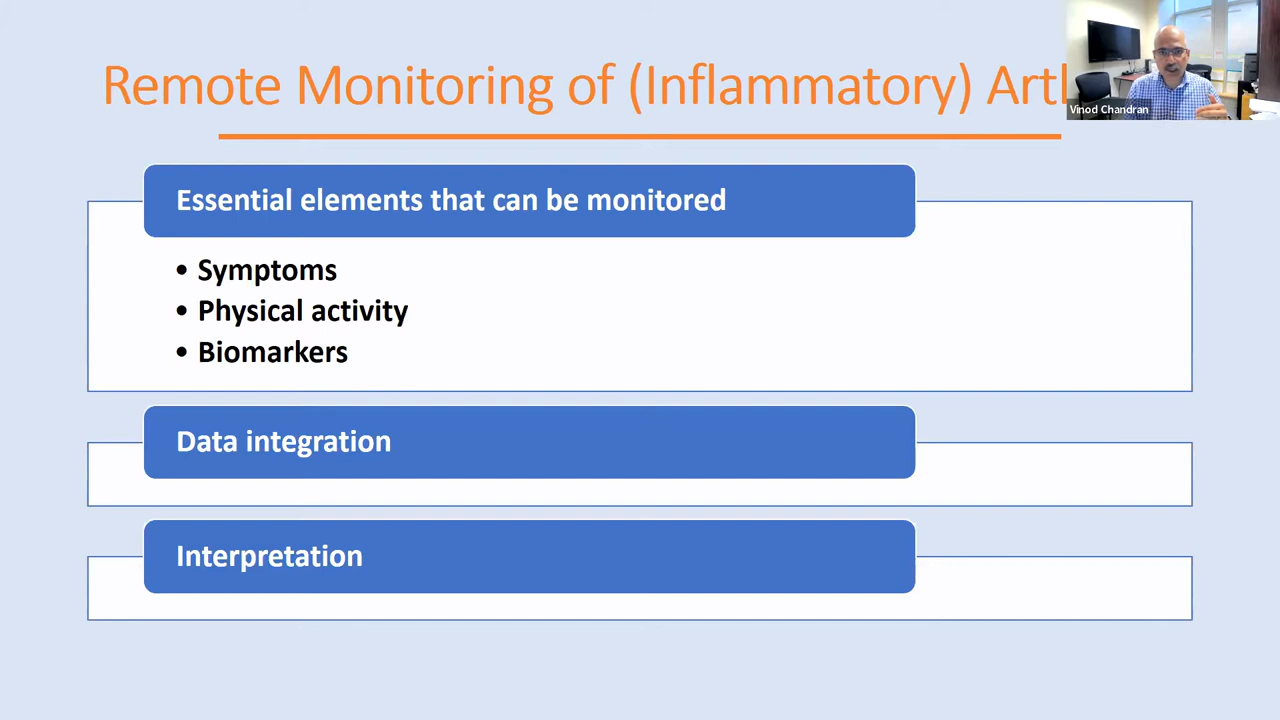 Remote Monitoring of (Inflammatory)
Vinod Chandran
Essential elements that can be monitored
• Symptoms
• Physical activity
• Biomarkers
Data integration
Interpretation